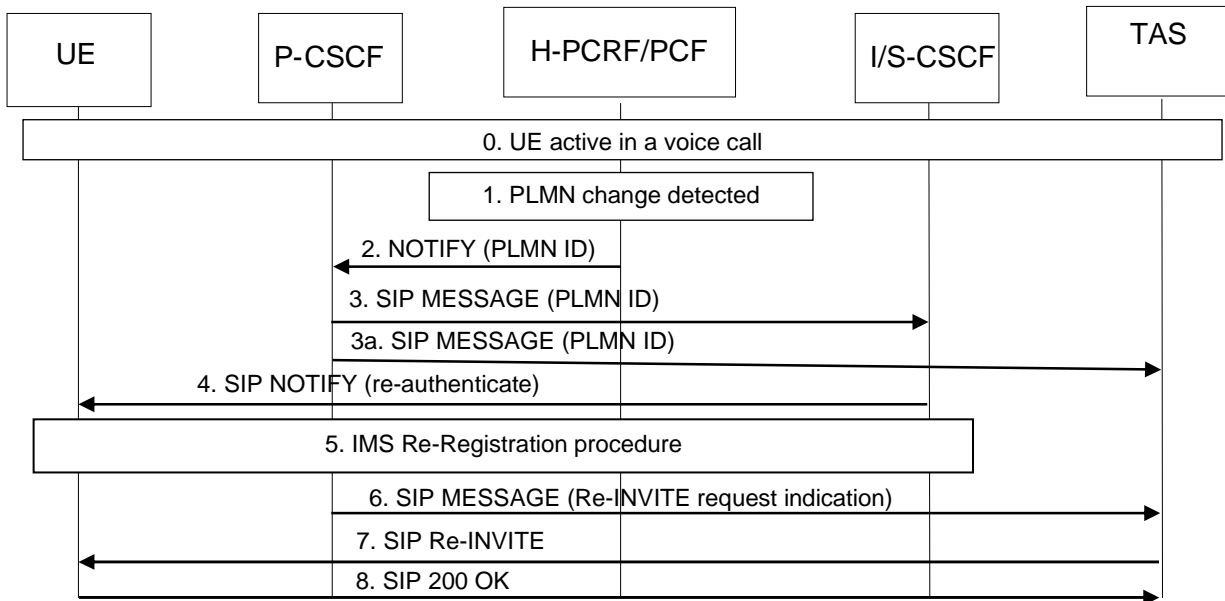 UE
P-CSCF
H-PCRF/PCF
I/S-CSCF
TAS
0. UE active in a voice call
1. PLMN change detected
2. NOTIFY (PLMN ID)
3. SIP MESSAGE (PLMN ID)
3a. SIP MESSAGE (PLMN ID)
4. SIP NOTIFY (re-authenticate)
5. IMS Re-Registration procedure
6. SIP MESSAGE (Re-INVITE request indication)
7. SIP Re-INVITE
8. SIP 200 OK